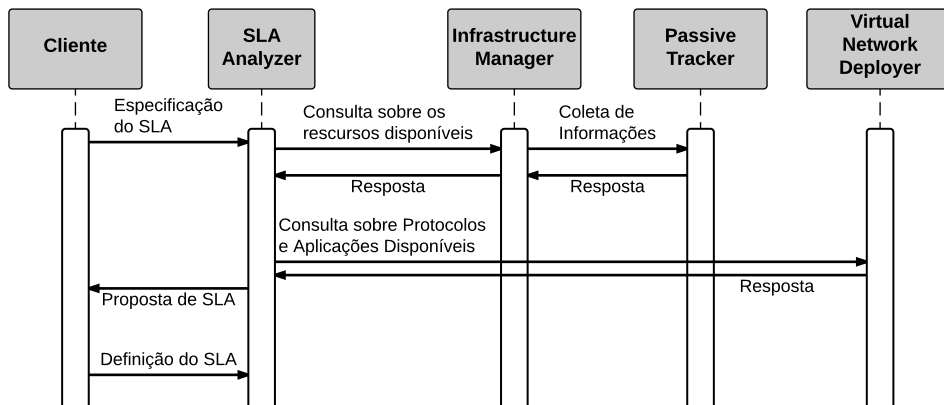 Cliente
SLA
Analyzer
Infrastructure
Manager
Passive
Tracker
Virtual
Network
Deployer
Especificação
do SLA
Consulta sobre os
rescursos disponíveis
Coleta de
Informações
Resposta
Resposta
Consulta sobre Protocolos
e Aplicações Disponíveis
Resposta
Proposta de SLA
Definição do SLA